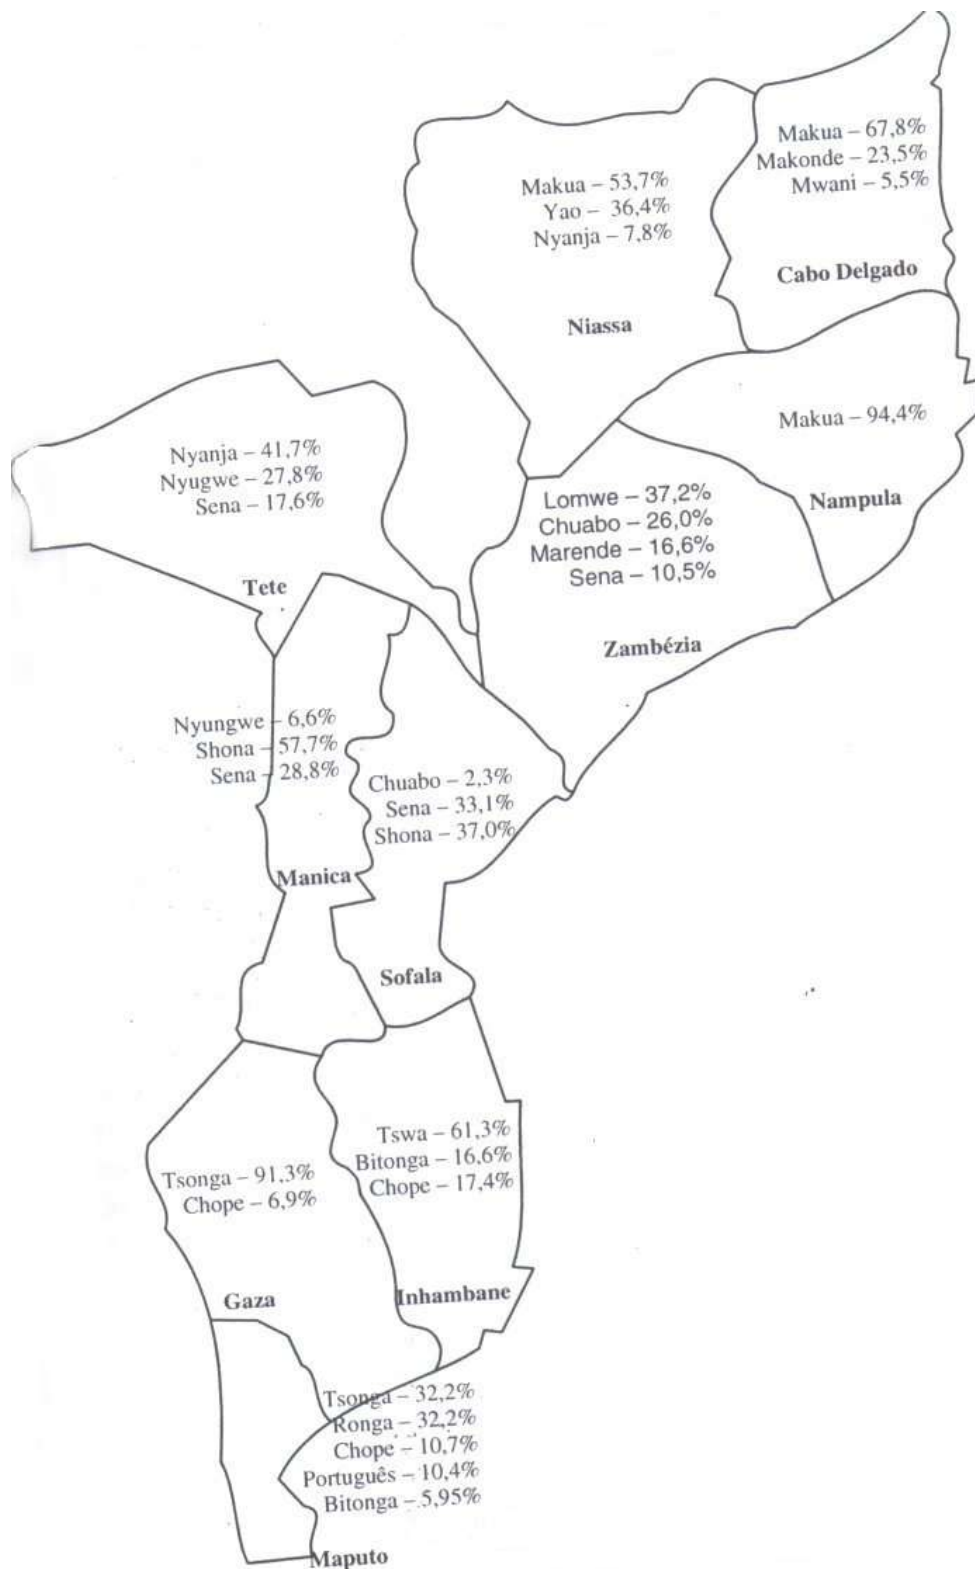 Makua – 67,8%
Makonde – 23,5%
Mwani – 5,5%
Cabo Delgado
Makua – 53,7%
Yao – 36,4%
Nyanja – 7,8%
Niassa
Makua – 94,4%
Nampula
Nyanja – 41,7%
Nyugwe – 27,8%
Sena – 17,6%
Tete
Lomwe – 37,2%
Chuabo – 26,0%
Marende – 16,6%
Sena – 10,5%
Zambézia
Nyungwe – 6,6%
Shona – 57,7%
Sena – 28,8%
Manica
Chuabo – 2,3%
Sena – 33,1%
Shona – 37,0%
Sofala
Tswa – 61,3%
Bitonga – 16,6%
Chope – 17,4%
Inhambane
Tsonga – 91,3%
Chope – 6,9%
Gaza
Tsonga – 32,2%
Ronga – 32,2%
Chope – 10,7%
Português – 10,4%
Bitonga – 5,95%
Maputo